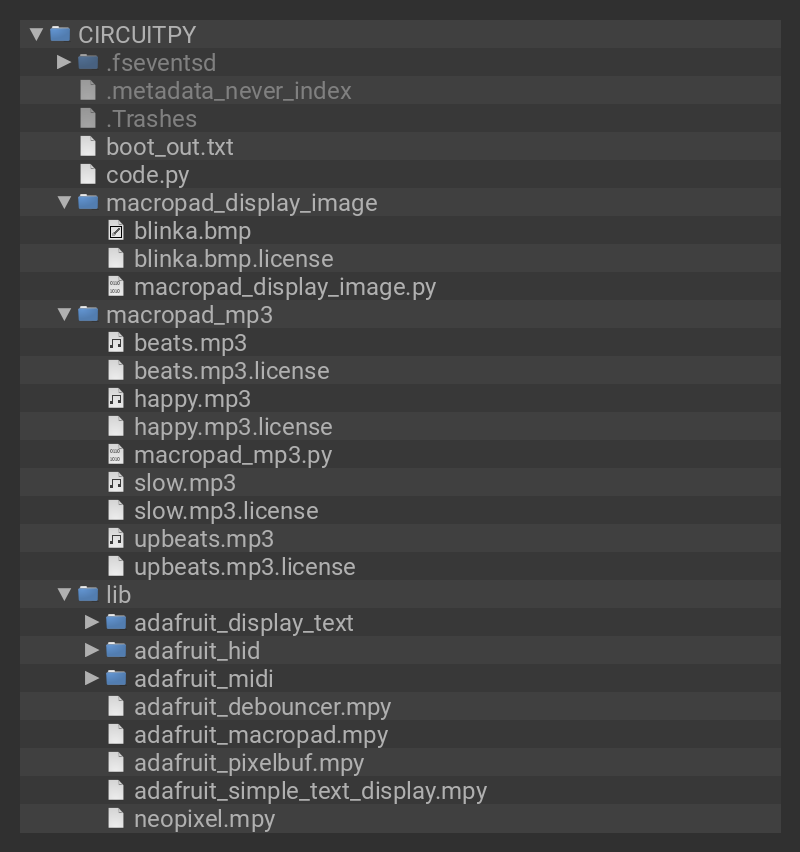 CIRCUITPY
.fseventsd
.metadata_never_index
.Trashes
boot_out.txt
code.py
macropad_display_image
blinka.bmp
blinka.bmp.license
macropad_display_image.py
macropad_mp3
beats.mp3
beats.mp3.license
happy.mp3
happy.mp3.license
macropad_mp3.py
slow.mp3
slow.mp3.license
upbeats.mp3
upbeats.mp3.license
lib
adafruit_display_text
adafruit_hid
adafruit_midi
adafruit_debouncer.mpy
adafruit_macropad.mpy
adafruit_pixelbuf.mpy
adafruit_simple_text_display.mpy
neopixel.mpy